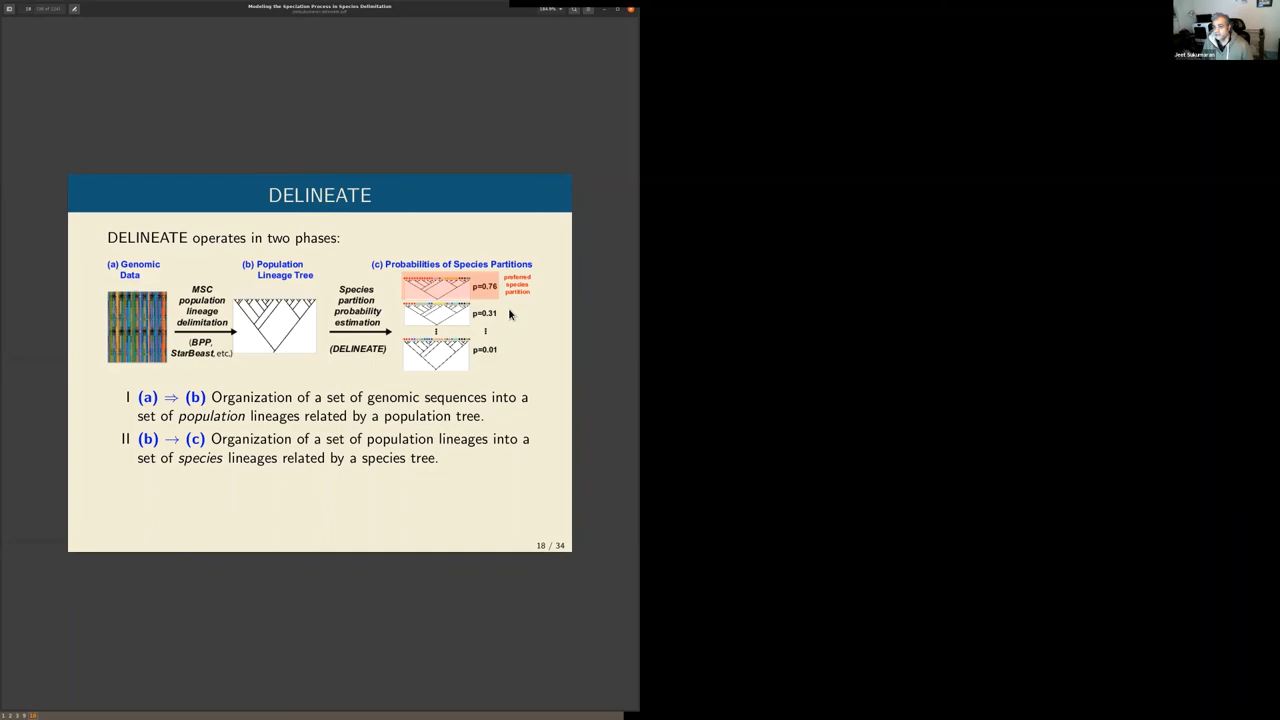 Modeling the Speciation Process in Species Delimitation
18
Jeet Sukumaran
DELINEATE
DELINEATE operates in two phases:
(a) Genomic
Data
(b) Population
Lineage Tree
(c) Probabilities of Species Partitions
MSC
population
lineage
delimitation
(BPP,
StarBeast, etc.)
Species
partition
probability
estimation
(DELINEATE)
p=0.76
preferred
species
partition
p=0.31
p=0.01
I (a) ⇒ (b) Organization of a set of genomic sequences into a
set of population lineages related by a population tree.
II (b) → (c) Organization of a set of population lineages into a
set of species lineages related by a species tree.
18 / 34